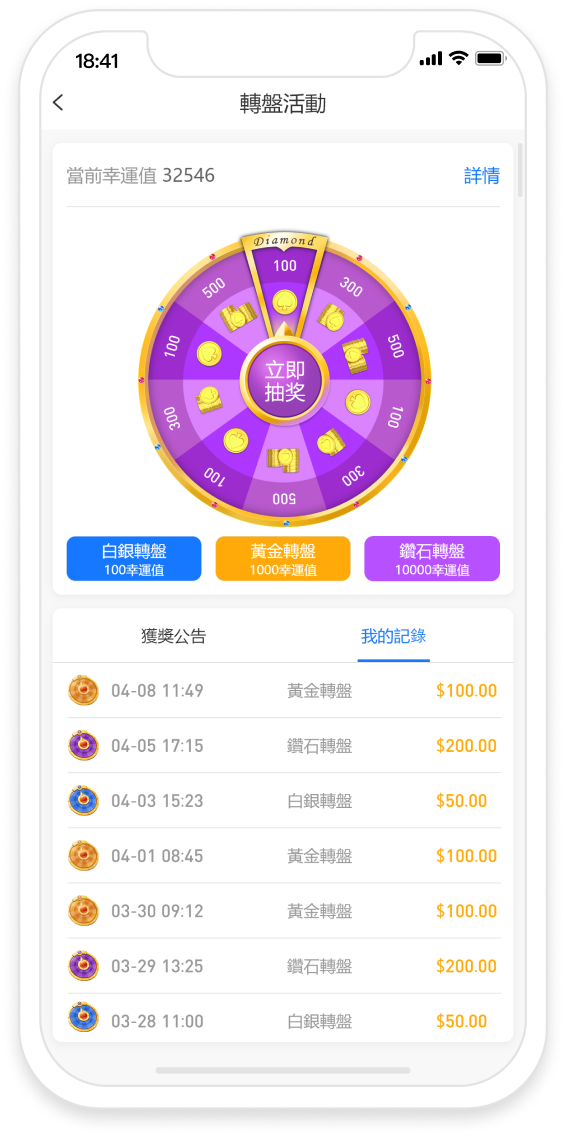 18:41
轉盤活動
當前幸運值 32546
詳情
Diamond
100
300
500
100
300
500
100
300
100
500
立即
抽奖
白銀轉盤
100幸運值
黃金轉盤
1000幸運值
鑽石轉盤
10000幸運值
獲獎公告
我的記錄
04-08 11:49 黃金轉盤 $100.00
04-05 17:15 鑽石轉盤 $200.00
04-03 15:23 白銀轉盤 $50.00
04-01 08:45 黃金轉盤 $100.00
03-30 09:12 黃金轉盤 $100.00
03-29 13:25 鑽石轉盤 $200.00
03-28 11:00 白銀轉盤 $50.00